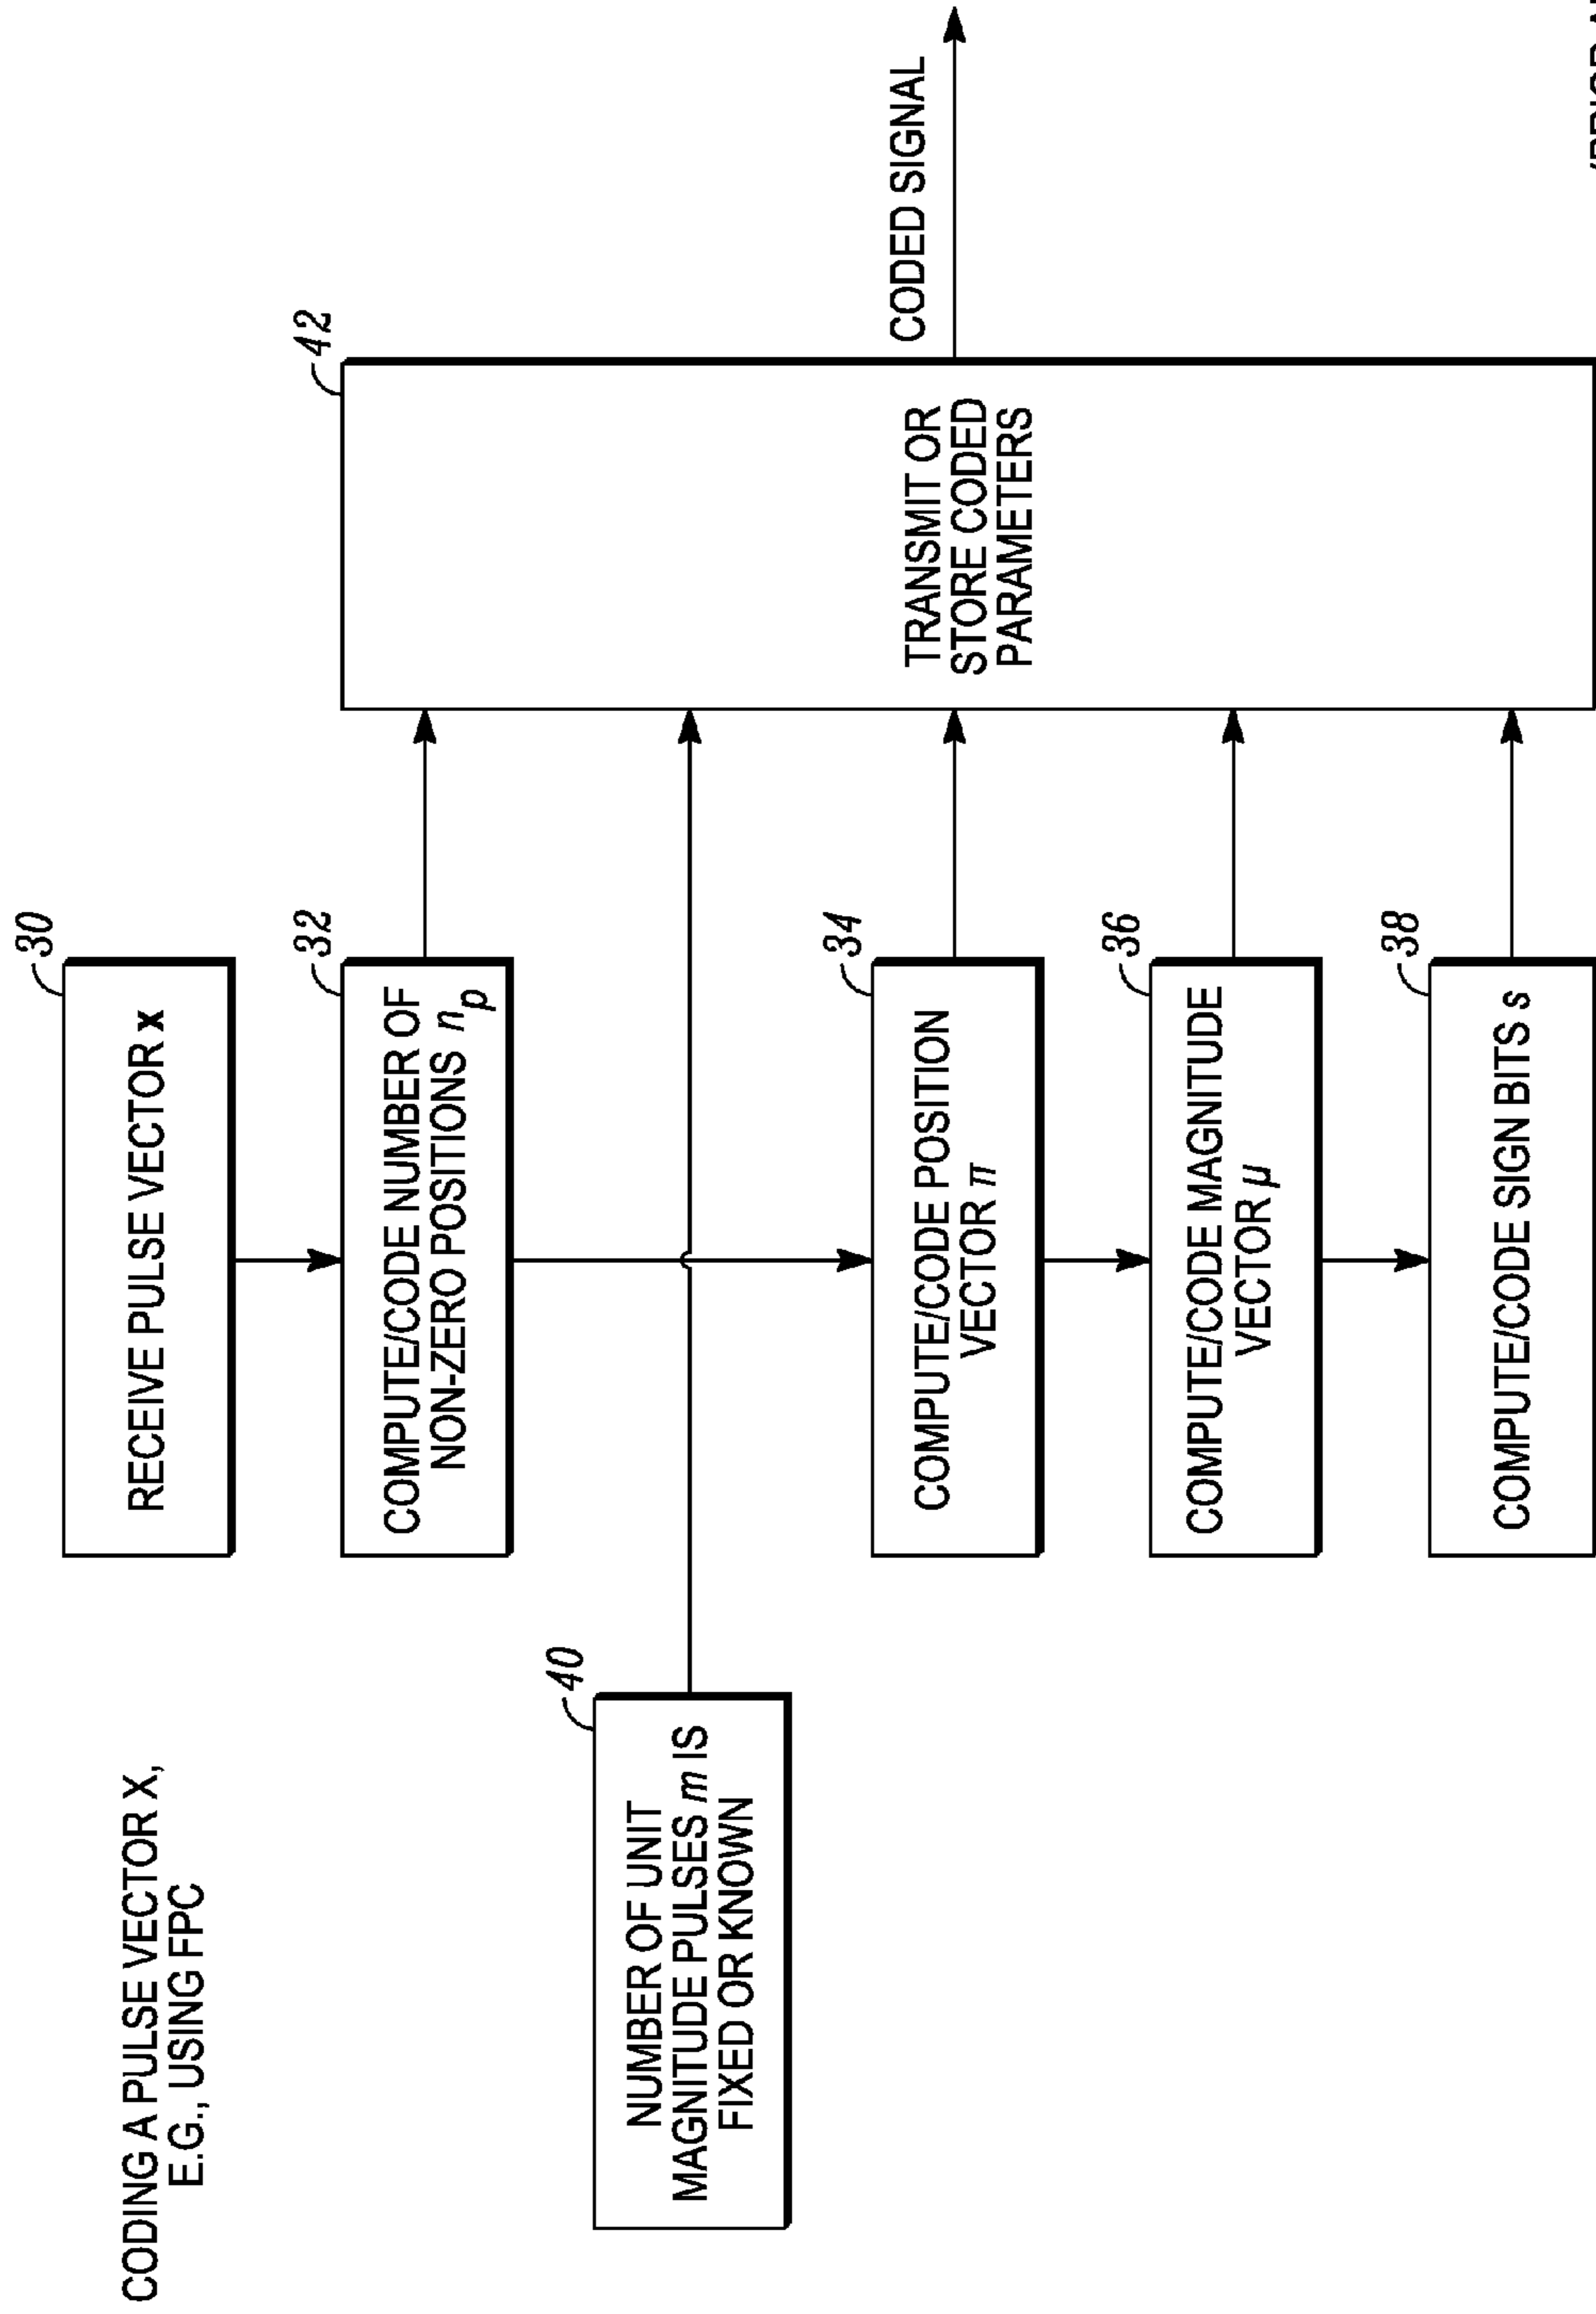 CODING A PULSE VECTOR X,
E.G., USING FPC
30
RECEIVE PULSE VECTOR x
32
COMPUTE/CODE NUMBER OF
NON-ZERO POSITIONS n_p
40
NUMBER OF UNIT
MAGNITUDE PULSES m IS
FIXED OR KNOWN
34
COMPUTE/CODE POSITION
VECTOR π
36
COMPUTE/CODE MAGNITUDE
VECTOR μ
38
COMPUTE/CODE SIGN BITS s
42
TRANSMIT OR
STORE CODED
PARAMETERS
CODED SIGNAL